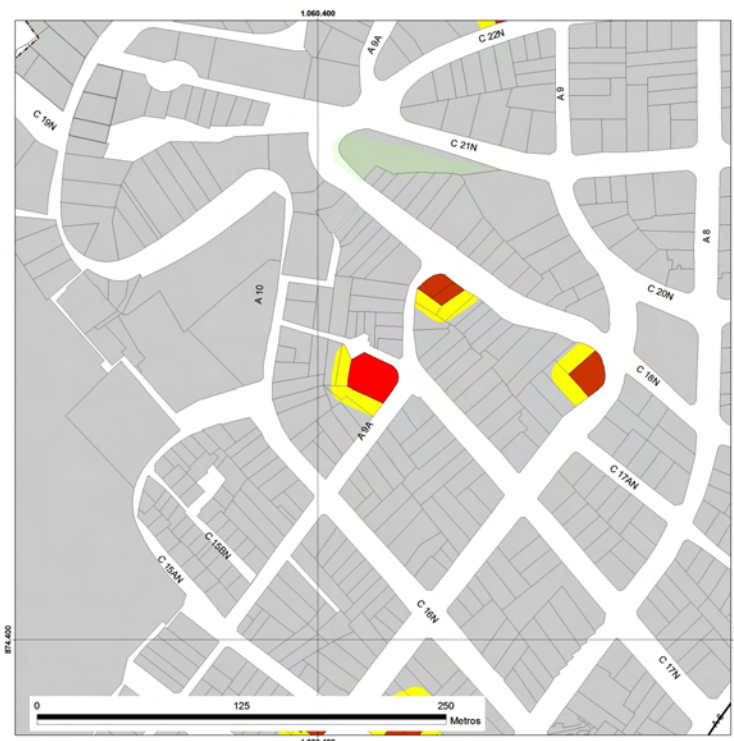 1.060.400
A 9A
C 22N
A 9
C 19N
C 21N
A 8
A 10
C 20N
C 18N
A 9A
C 17AN
C 15BN
C 15AN
C 16N
874.400
C 17N
0 125 250
Metros